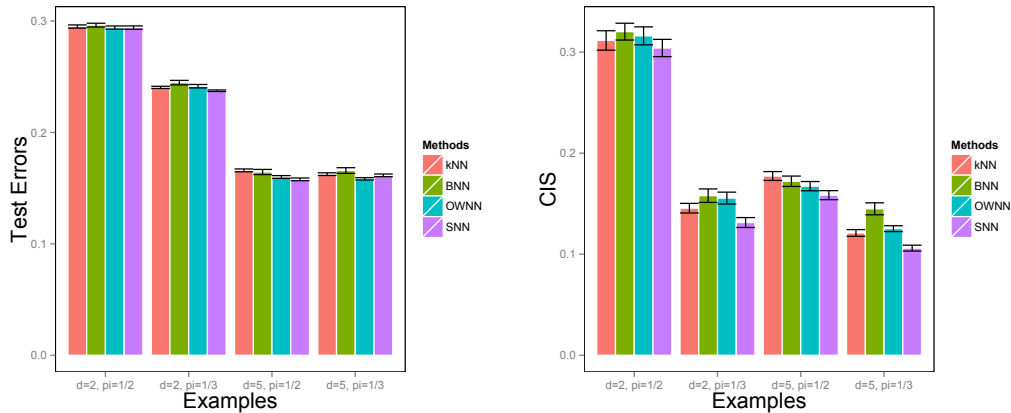 0.3
0.2
0.1
0.0
Test Errors
d=2, pi=1/2
d=2, pi=1/3
d=5, pi=1/2
d=5, pi=1/3
Examples
Methods
kNN
BNN
OWNN
SNN
0.3
0.2
0.1
0.0
CIS
d=2, pi=1/2
d=2, pi=1/3
d=5, pi=1/2
d=5, pi=1/3
Examples
Methods
kNN
BNN
OWNN
SNN